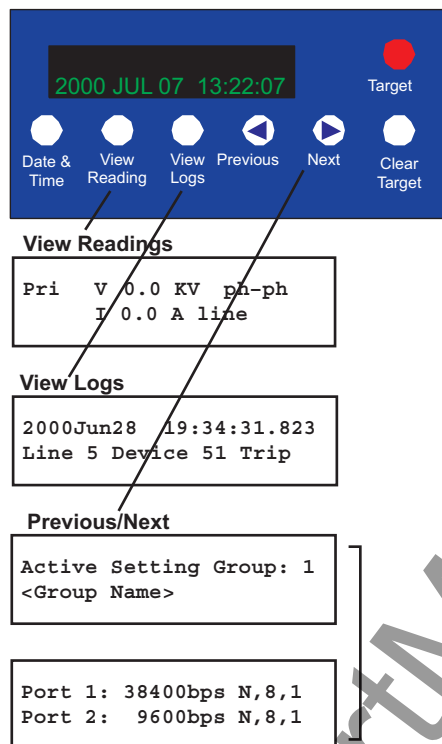 2000 JUL 07 13:22:07
Target
Date & Time
View Reading
View Logs
Previous
Next
Clear Target
View Readings
Pri V 0.0 KV ph-ph
I 0.0 A line
View Logs
2000Jun28 19:34:31.823
Line 5 Device 51 Trip
Previous/Next
Active Setting Group: 1
<Group Name>
Port 1: 38400bps N,8,1
Port 2: 9600bps N,8,1